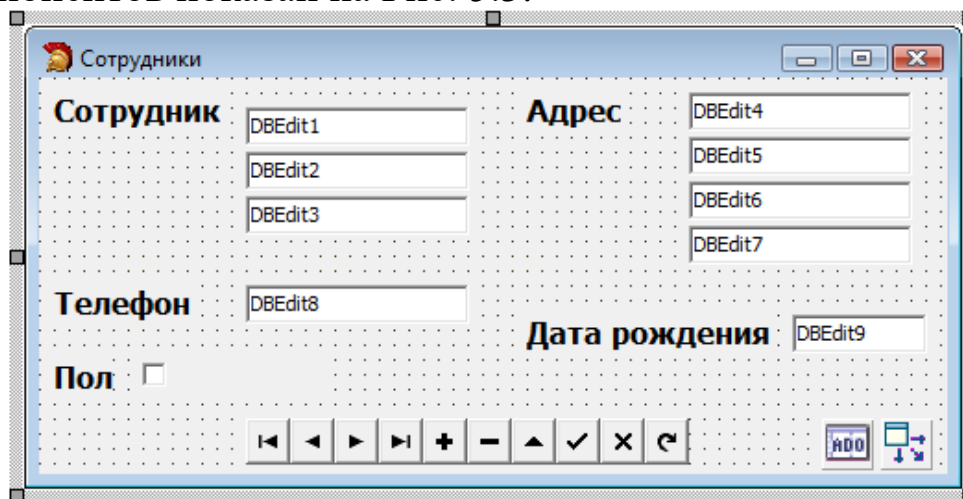 Сотрудники
Сотрудник DBEdit1 Адрес DBEdit4
DBEdit2 DBEdit5
DBEdit3 DBEdit6
DBEdit7
Телефон DBEdit8
Дата рождения DBEdit9
Пол
ADO